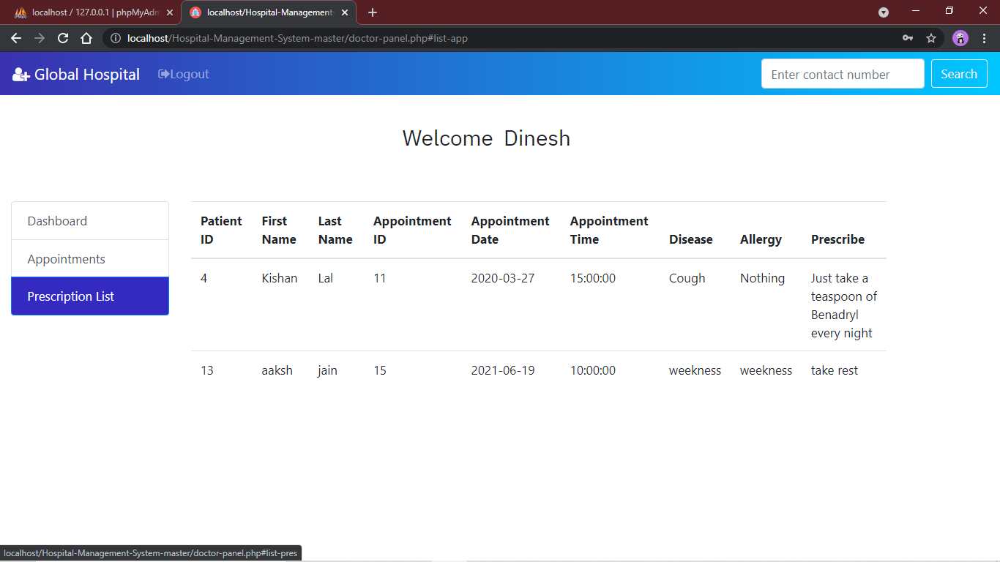 localhost / 127.0.0.1 | phpMyAdm
localhost/Hospital-Management-
localhost/Hospital-Management-System-master/doctor-panel.php#list-app
Global Hospital
Logout
Enter contact number
Search
Welcome Dinesh
Dashboard
Appointments
Prescription List
Patient ID First Name Last Name Appointment ID Appointment Date Appointment Time Disease Allergy Prescribe
4 Kishan Lal 11 2020-03-27 15:00:00 Cough Nothing Just take a
teaspoon of
Benadryl
every night
13 aaksh jain 15 2021-06-19 10:00:00 weekness weekness take rest
localhost/Hospital-Management-System-master/doctor-panel.php#list-pres